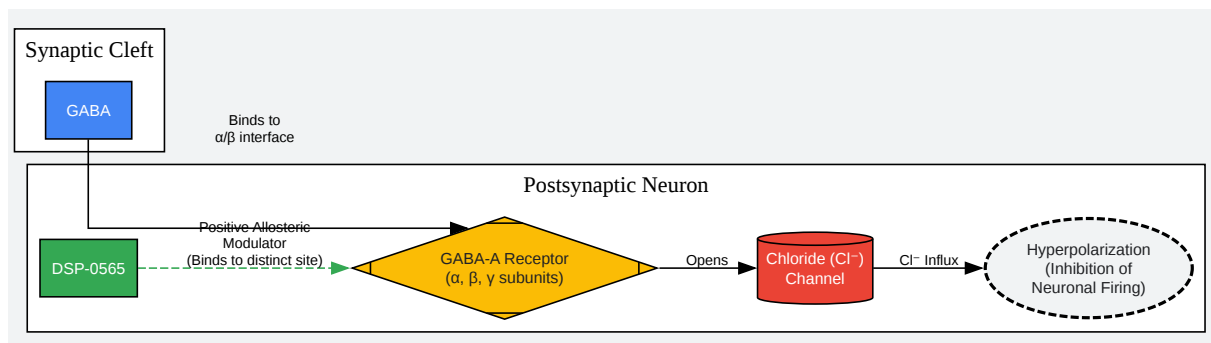 Synaptic Cleft
GABA
Binds to
α/β interface
Postsynaptic Neuron
DSP-0565
Positive Allosteric
Modulator
(Binds to distinct site)
GABA-A Receptor
(α, β, γ subunits)
Opens
Chloride (Cl⁻)
Channel
Cl⁻ Influx
Hyperpolarization
(Inhibition of
Neuronal Firing)